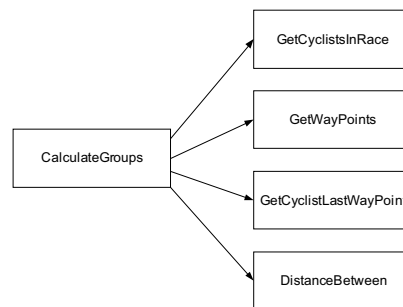 GetCyclistsInRace
GetWayPoints
CalculateGroups
GetCyclistLastWayPoin
DistanceBetween